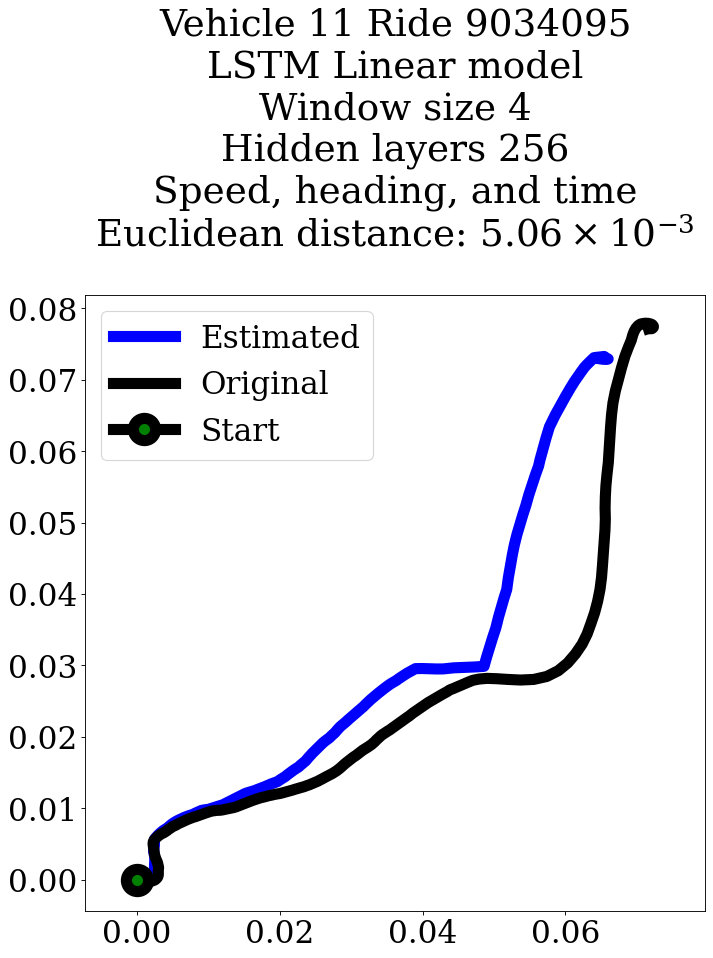 Vehicle 11 Ride 9034095
LSTM Linear model
Window size 4
Hidden layers 256
Speed, heading, and time
Euclidean distance: 5.06 × 10⁻³
0.08
0.07
0.06
0.05
0.04
0.03
0.02
0.01
0.00
Estimated
Original
Start
0.00 0.02 0.04 0.06